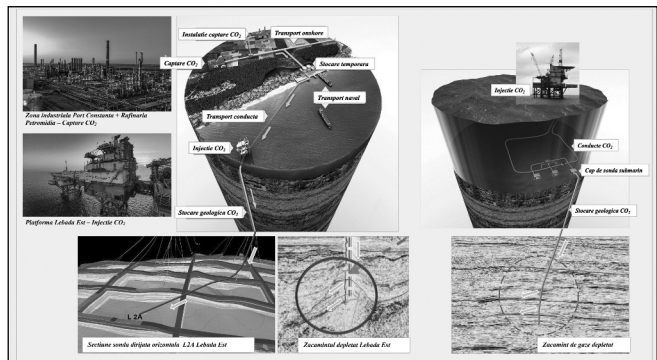 Instalatie captare CO2
Transport onshore
Captare CO2
Stocare temporara
Transport naval
Transport conducta
Injectie CO2
Stocare geologica CO2
Zona industriala Port Constanta + Rafinaria
Petromidia – Captare CO2
Platforma Lebada Est – Injectie CO2
Injectie CO2
Conducte CO2
Cap de sonda submarin
Stocare geologica CO2
L 2A
Sectiune sonda dirijata orizontala L2A Lebada Est
Zacamintul depletat Lebada Est
Zacamint de gaze depletat